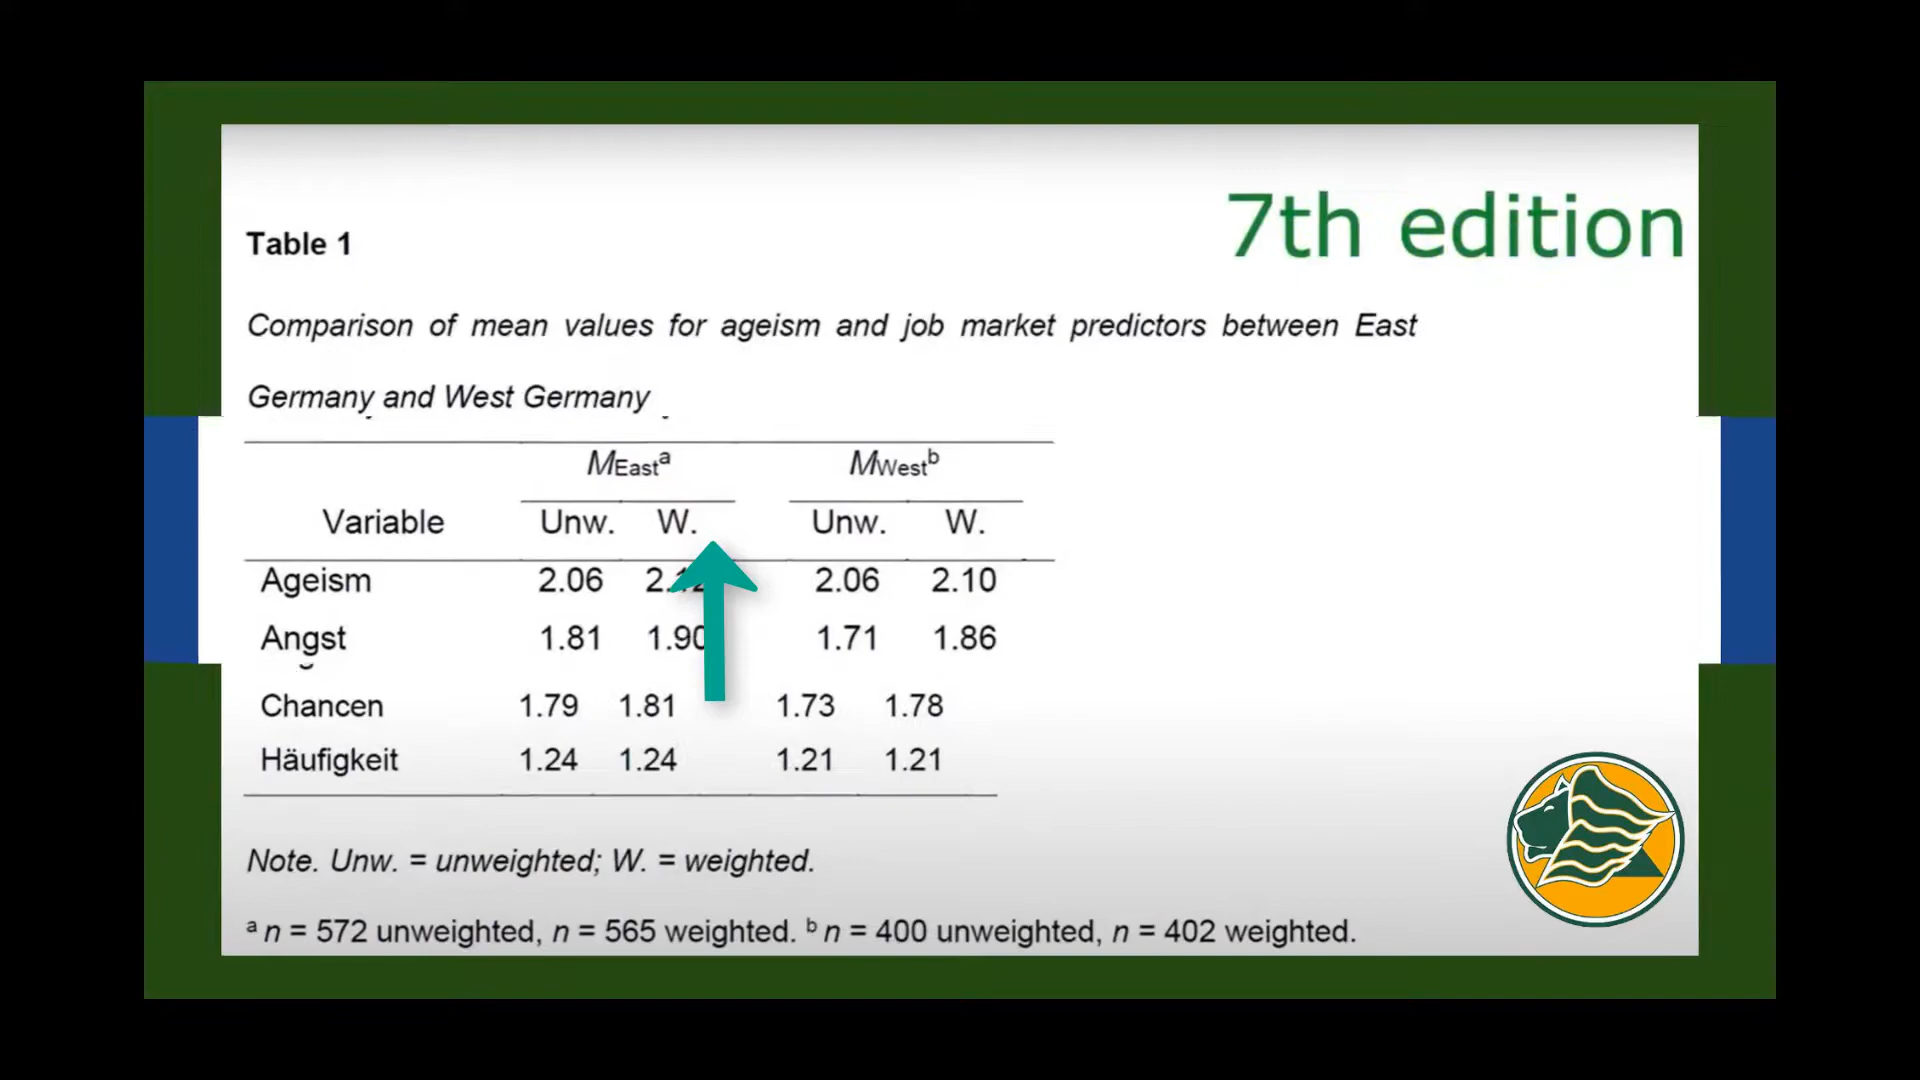 7th edition
Table 1
Comparison of mean values for ageism and job market predictors between East
Germany and West Germany
MEastᵃ MWestᵇ
Variable Unw. W. Unw. W.
Ageism 2.06 2.06 2.10
Angst 1.81 1.90 1.71 1.86
Chancen 1.79 1.81 1.73 1.78
Häufigkeit 1.24 1.24 1.21 1.21
Note. Unw. = unweighted; W. = weighted.
ᵃ n = 572 unweighted, n = 565 weighted. ᵇ n = 400 unweighted, n = 402 weighted.